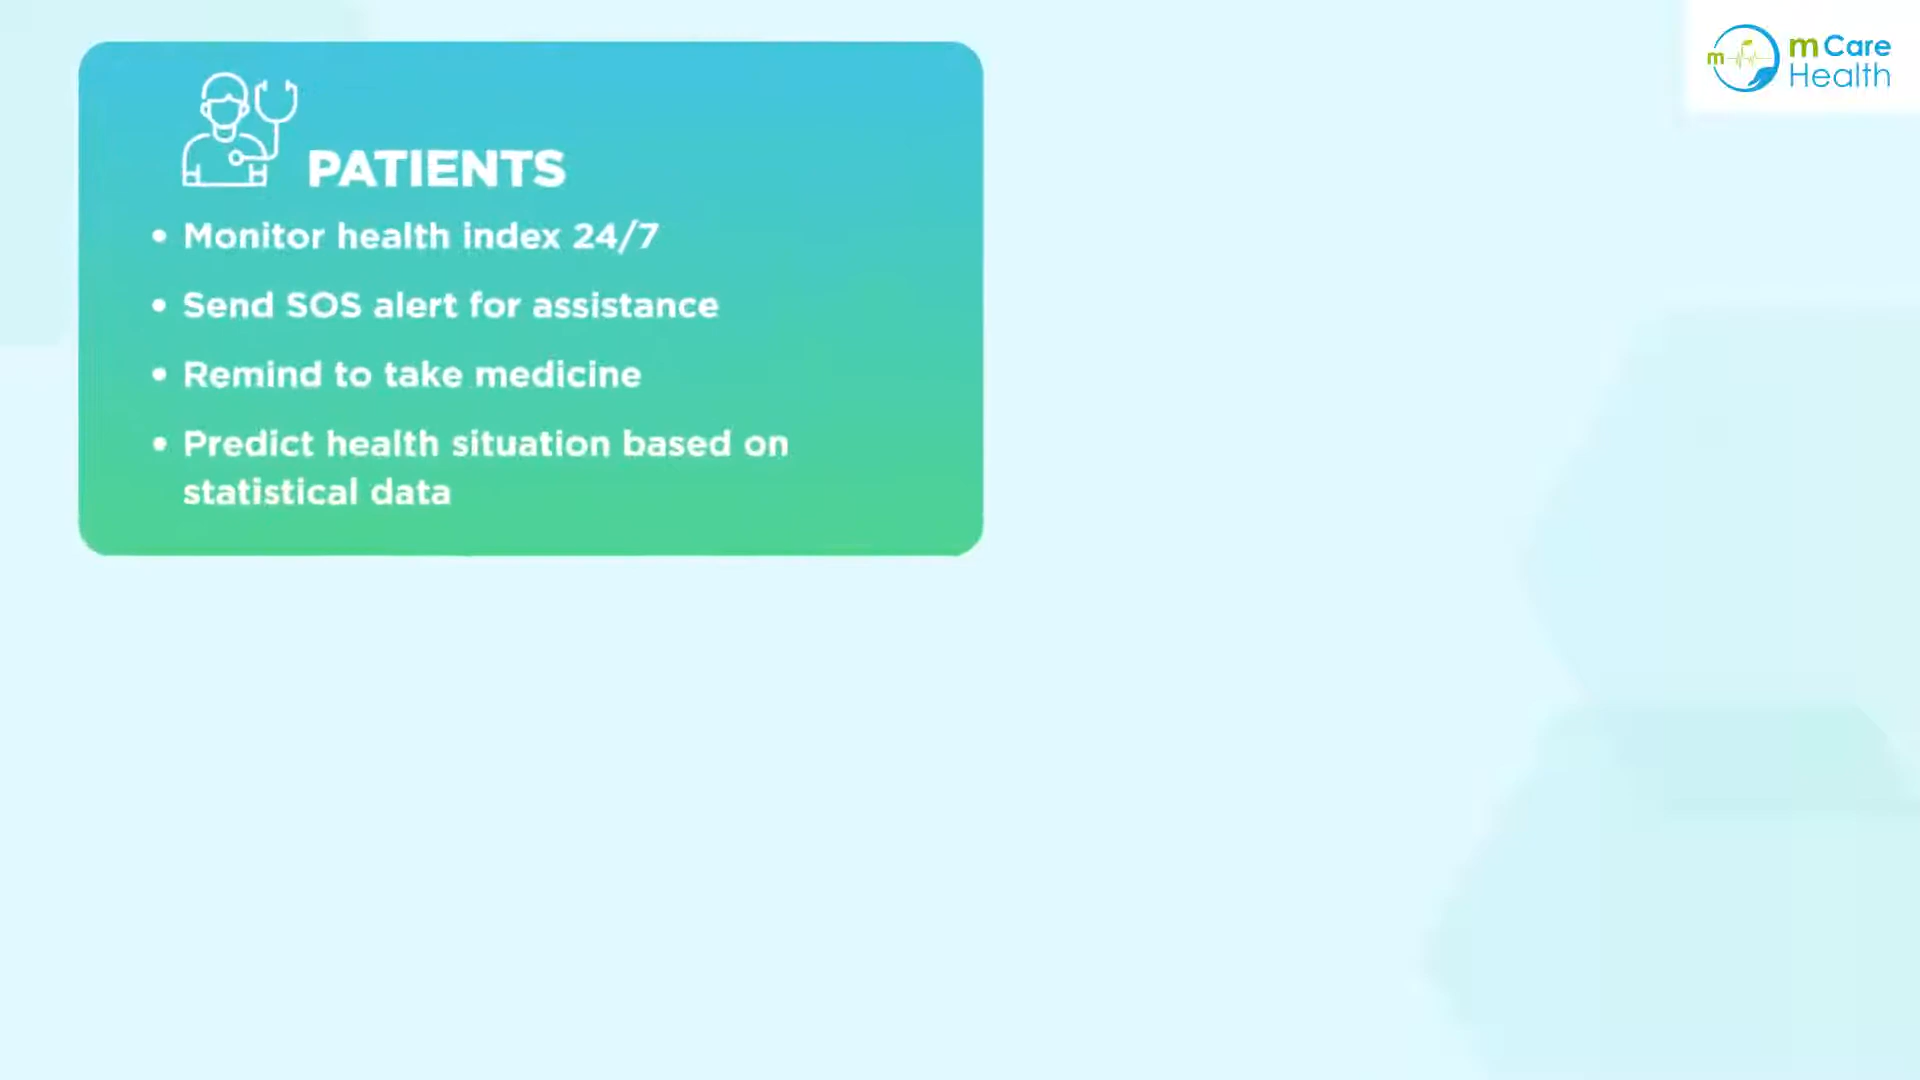 m
m Care
Health
PATIENTS
• Monitor health index 24/7
• Send SOS alert for assistance
• Remind to take medicine
• Predict health situation based on
statistical data